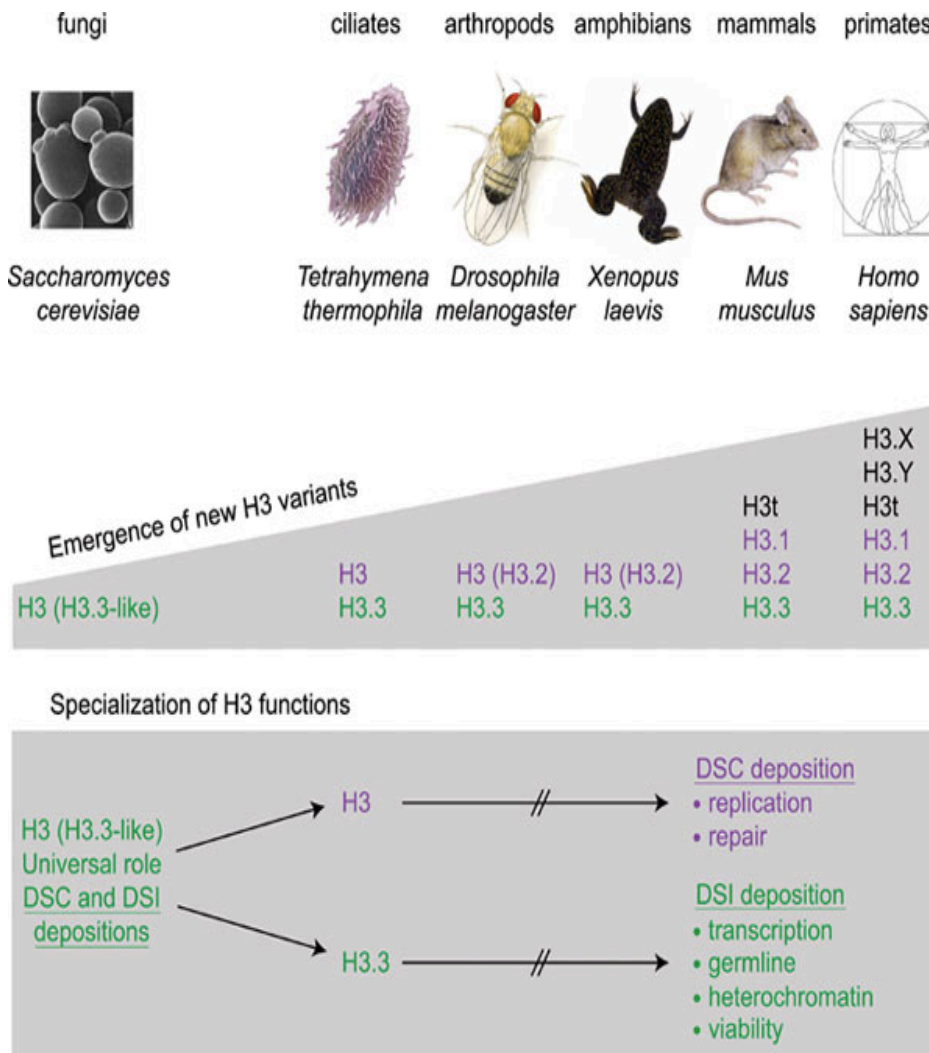 fungi ciliates arthropods amphibians mammals primates
Saccharomyces cerevisiae
Tetrahymena thermophila
Drosophila melanogaster
Xenopus laevis
Mus musculus
Homo sapiens
Emergence of new H3 variants
H3 (H3.3-like)
H3
H3.3
H3 (H3.2)
H3.3
H3 (H3.2)
H3.3
H3t
H3.1
H3.2
H3.3
H3.X
H3.Y
H3t
H3.1
H3.2
H3.3
Specialization of H3 functions
H3 (H3.3-like)
Universal role
DSC and DSI
depositions
H3
DSC deposition
• replication
• repair
H3.3
DSI deposition
• transcription
• germline
• heterochromatin
• viability